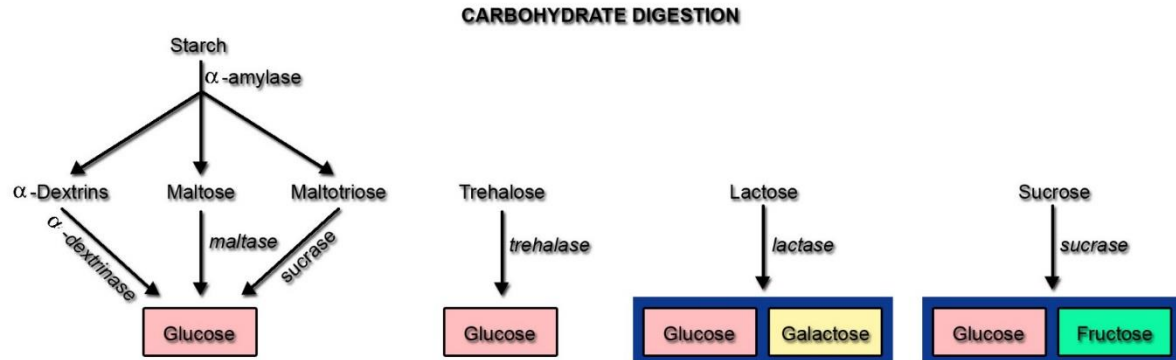 CARBOHYDRATE DIGESTION
Starch
α-amylase
α-Dextrins Maltose Maltotriose Trehalose Lactose Sucrose
α-dextrinase maltase sucrase trehalase lactase sucrase
Glucose Glucose Glucose Galactose Glucose Fructose